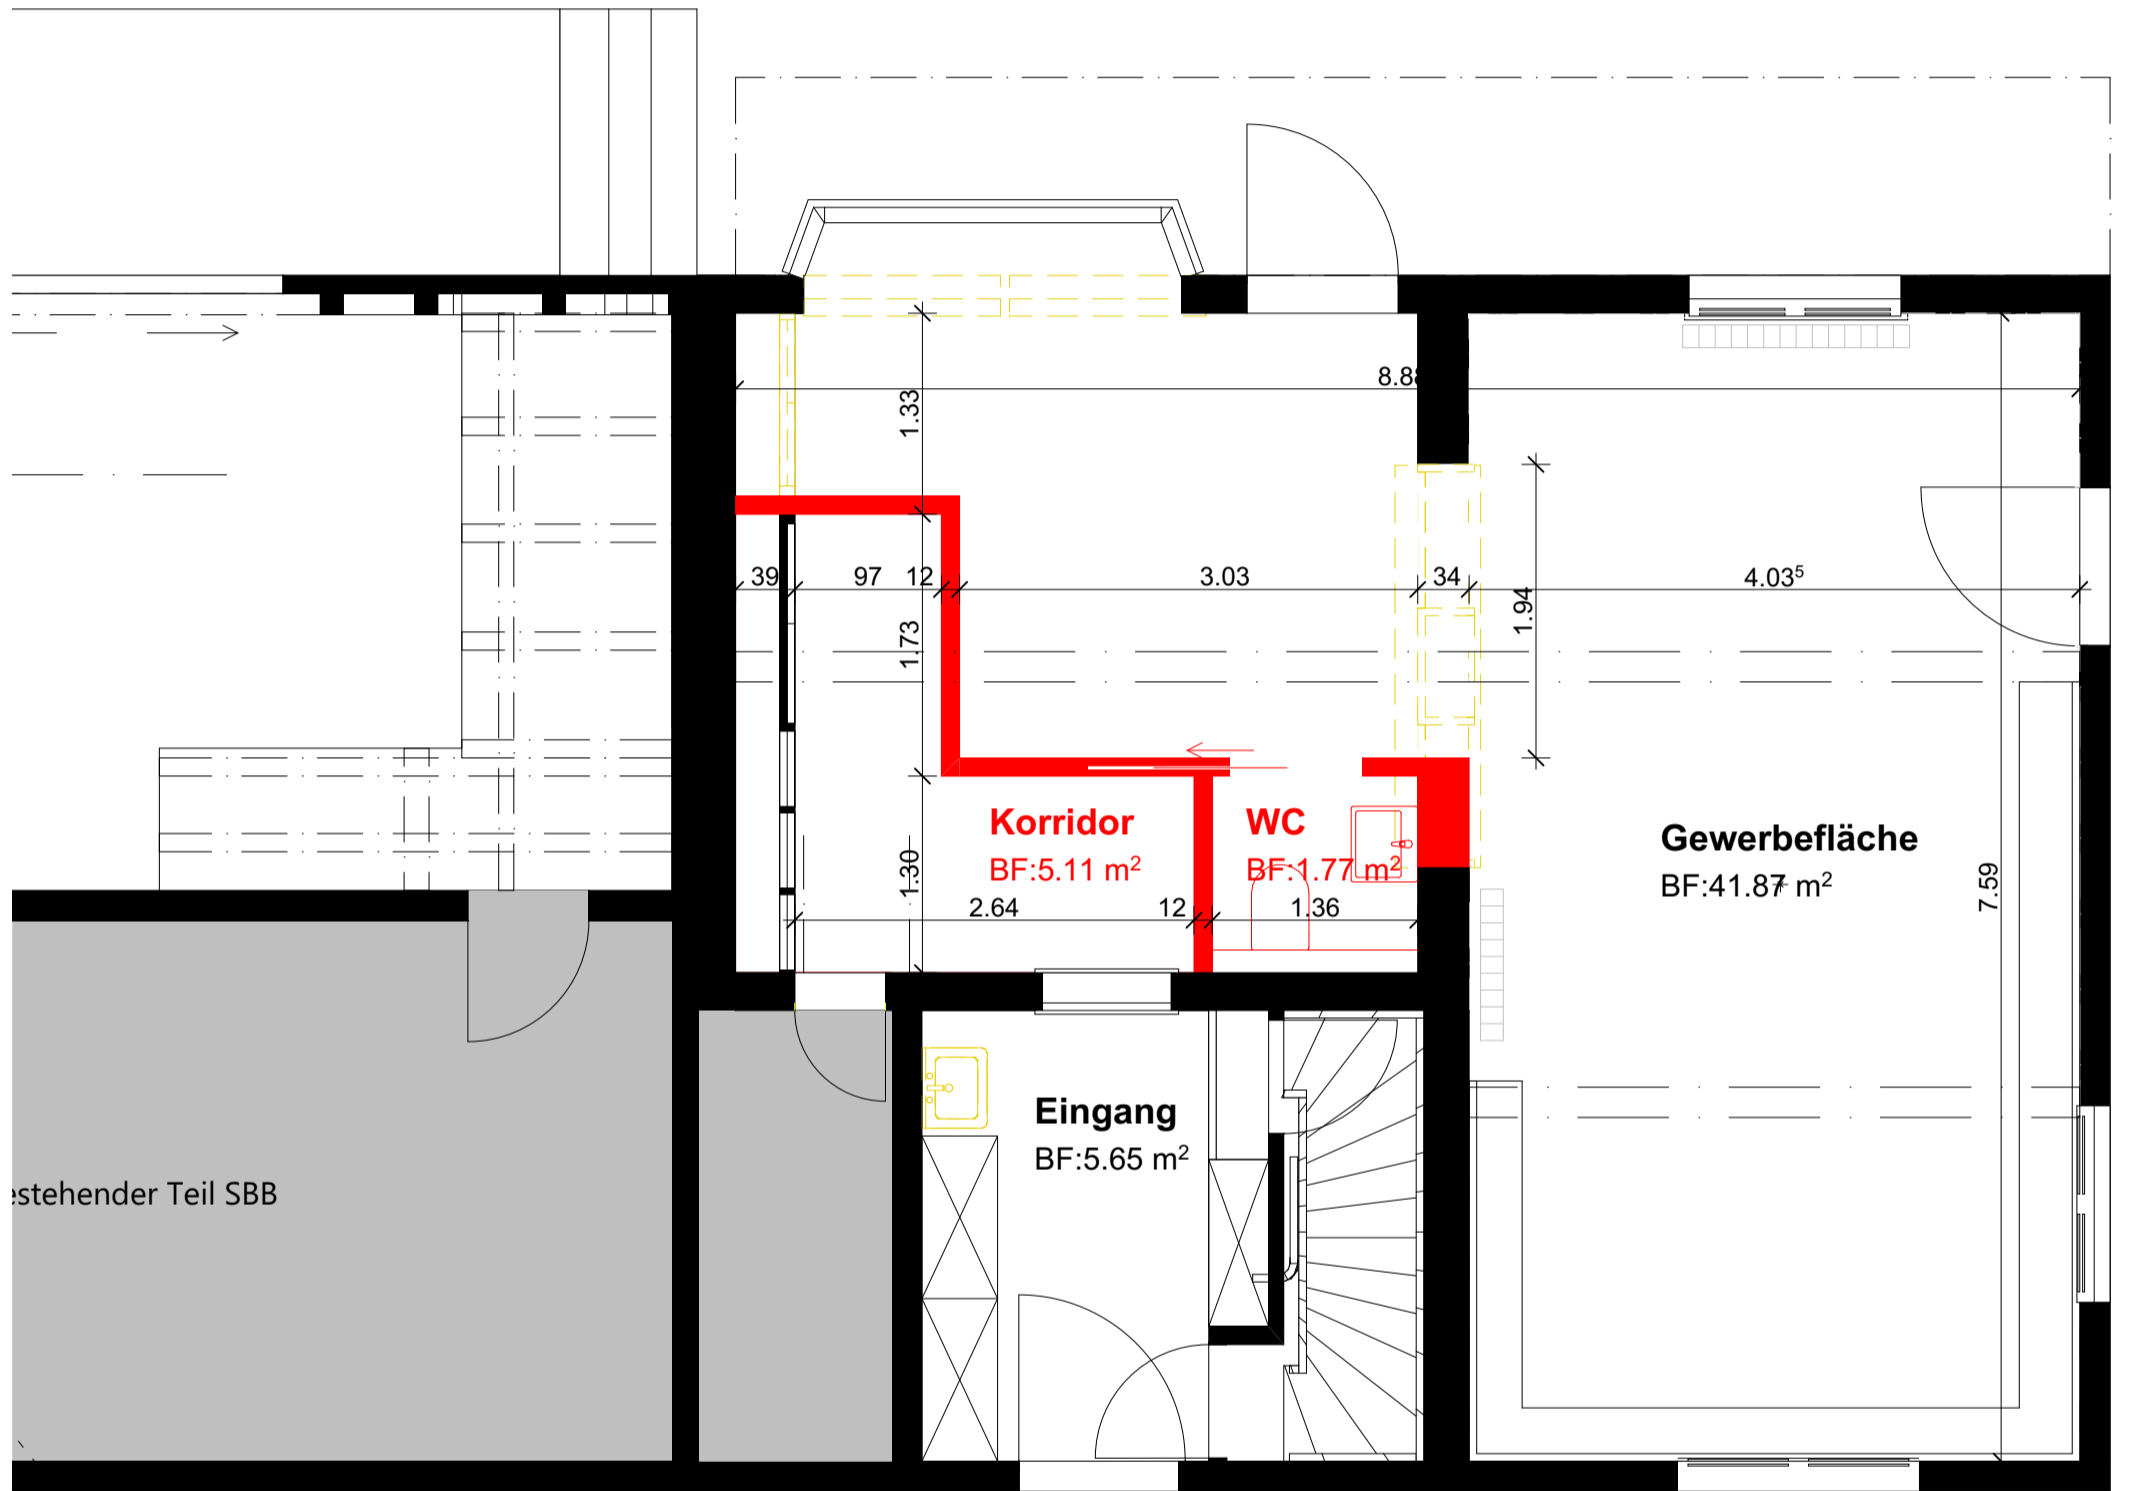 8.8
1.33
39
97
12
3.03
34
4.03⁵
1.94
1.73
Korridor
BF:5.11 m²
WC
BF:1.77 m²
Gewerbefläche
BF:41.87 m²
1.30
7.59
2.64
12
1.36
Eingang
BF:5.65 m²
estehender Teil SBB